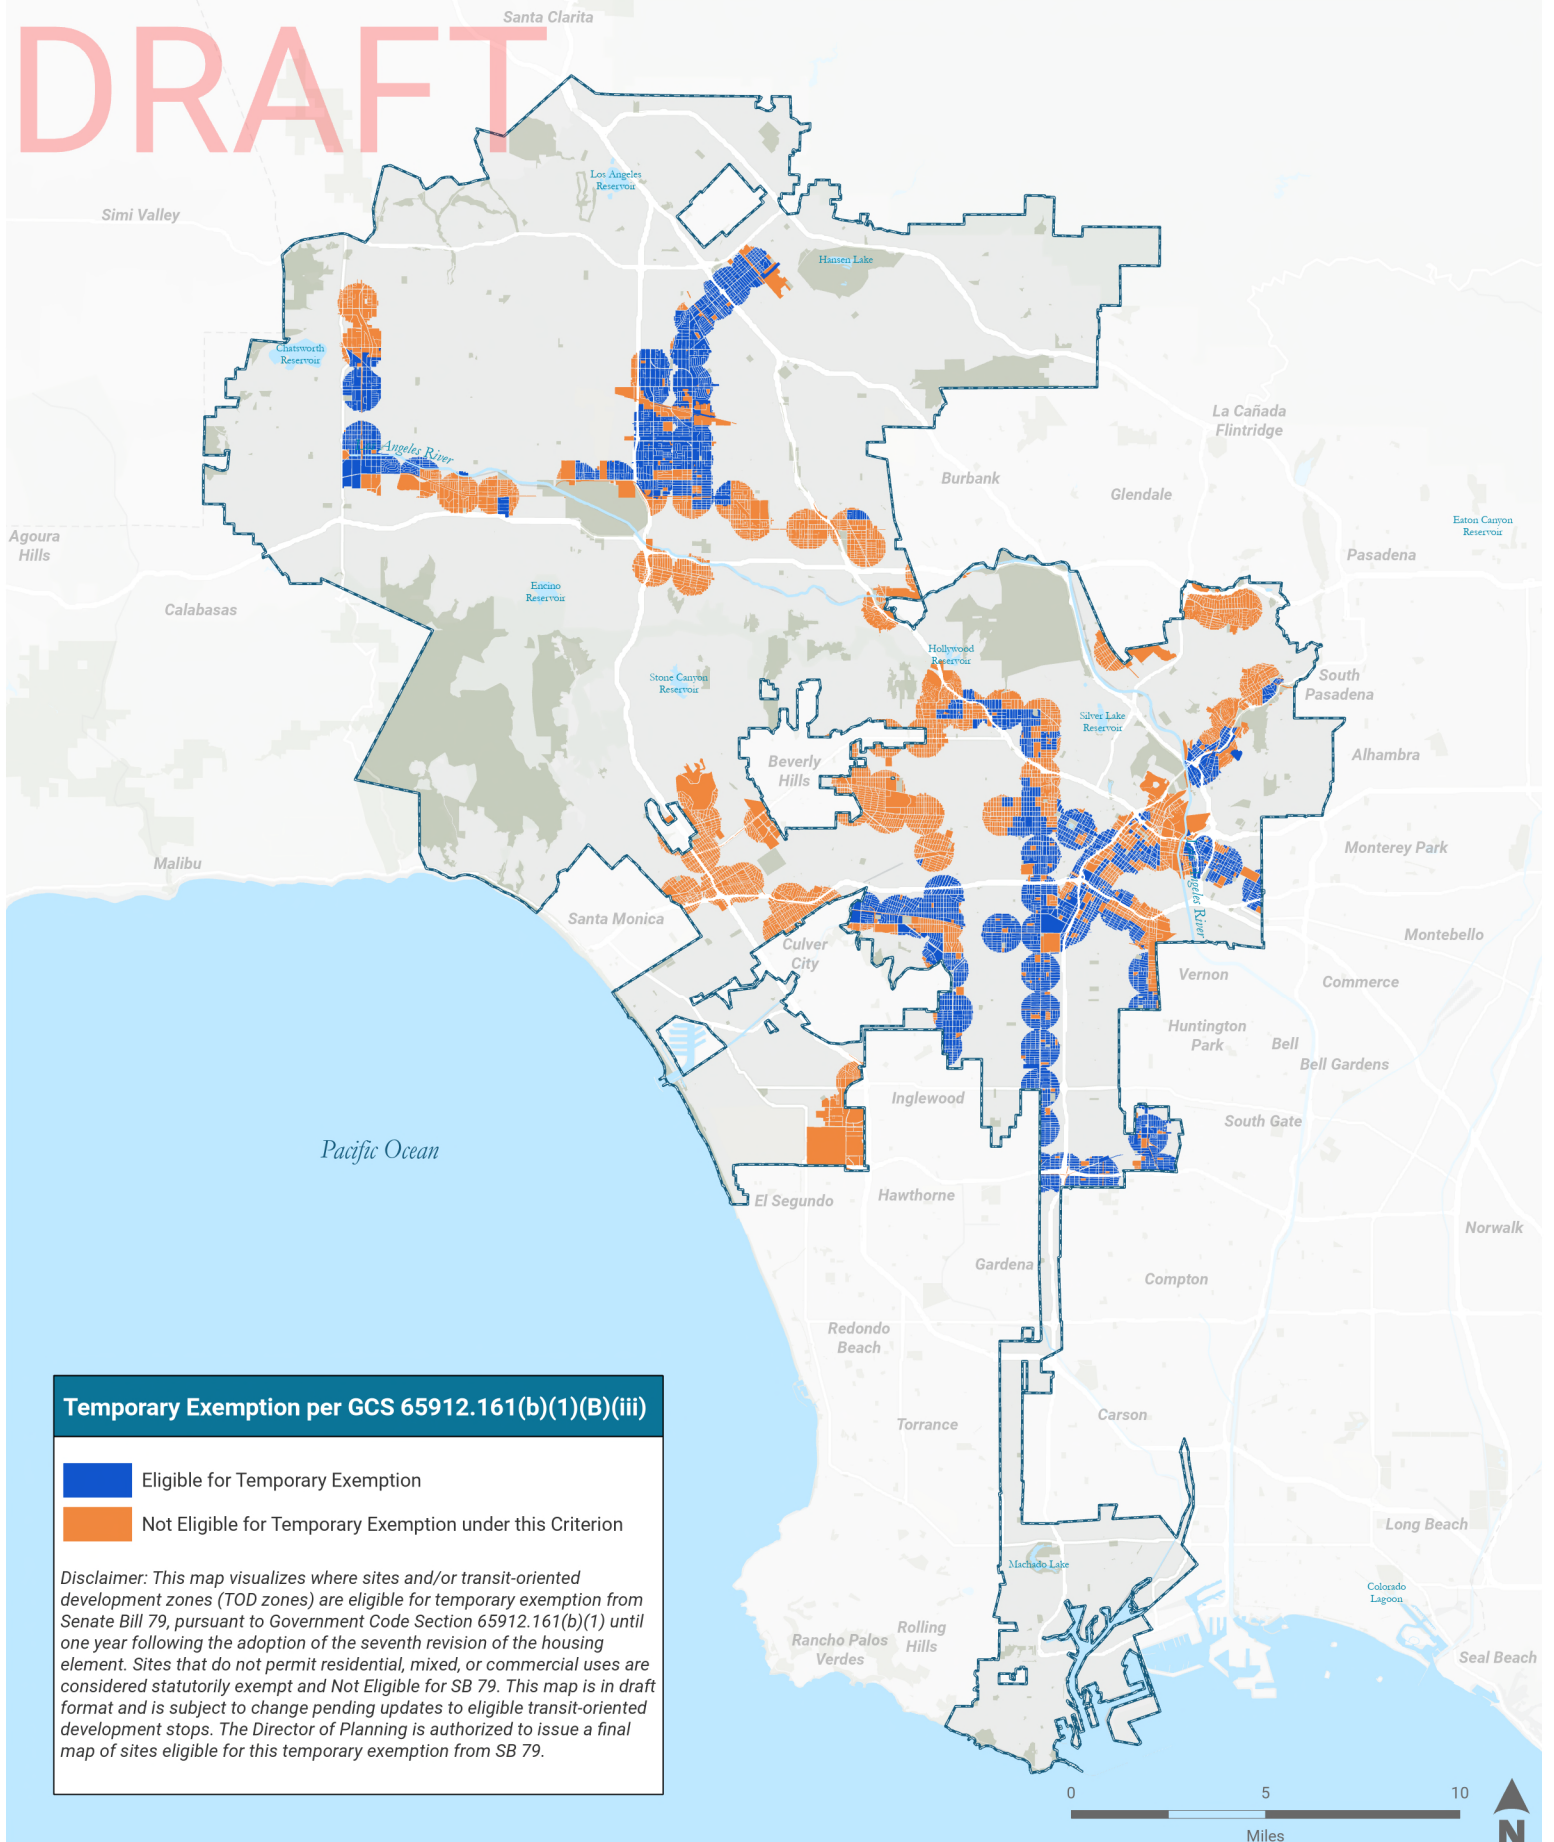 DRAFT
Santa Clarita
Los Angeles
Reservoir
Simi Valley
Hansen Lake
Chatsworth
Reservoir
La Cañada
Flintridge
Angeles River
Burbank
Glendale
Eaton Canyon
Reservoir
Agoura
Hills
Pasadena
Encino
Reservoir
Calabasas
Hollywood
Reservoir
Stone Canyon
Reservoir
South
Pasadena
Silver Lake
Reservoir
Beverly
Hills
Alhambra
Malibu
Monterey Park
Santa Monica
geles River
Culver
City
Montebello
Vernon
Commerce
Huntington
Park
Bell
Bell Gardens
Inglewood
South Gate
Pacific Ocean
El Segundo
Hawthorne
Norwalk
Gardena
Compton
Redondo
Beach
Torrance
Carson
Long Beach
Machado Lake
Colorado
Lagoon
Rolling
Hills
Rancho Palos
Verdes
Seal Beach
Temporary Exemption per GCS 65912.161(b)(1)(B)(iii)
Eligible for Temporary Exemption
Not Eligible for Temporary Exemption under this Criterion
Disclaimer: This map visualizes where sites and/or transit-oriented
development zones (TOD zones) are eligible for temporary exemption from
Senate Bill 79, pursuant to Government Code Section 65912.161(b)(1) until
one year following the adoption of the seventh revision of the housing
element. Sites that do not permit residential, mixed, or commercial uses are
considered statutorily exempt and Not Eligible for SB 79. This map is in draft
format and is subject to change pending updates to eligible transit-oriented
development stops. The Director of Planning is authorized to issue a final
map of sites eligible for this temporary exemption from SB 79.
0 5 10
Miles
N